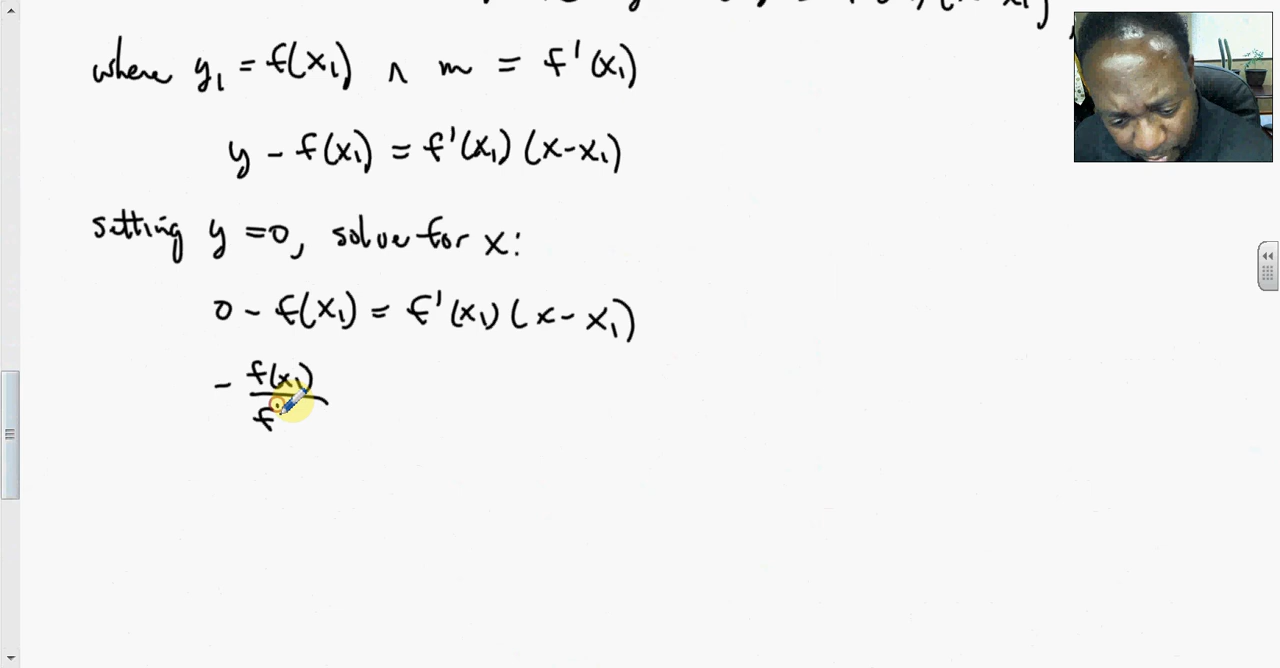 where y₁ = f(x₁) ∧ m = f'(x₁)
y - f(x₁) = f'(x₁) (x-x₁)
setting y = 0, solve for x:
0 - f(x₁) = f'(x₁) (x - x₁)
- f(x₁)
f